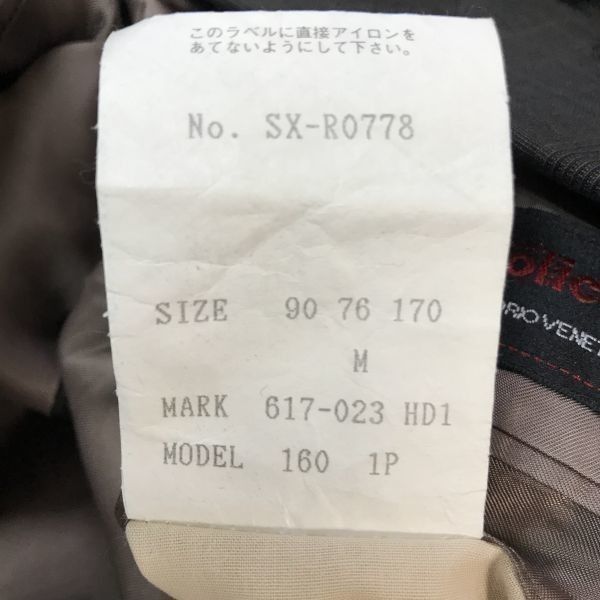 このラベルに直接アイロンを
あてないようにして下さい。
No. SX-R0778
SIZE 90 76 170
M
MARK 617-023 HD1
MODEL 160 1P